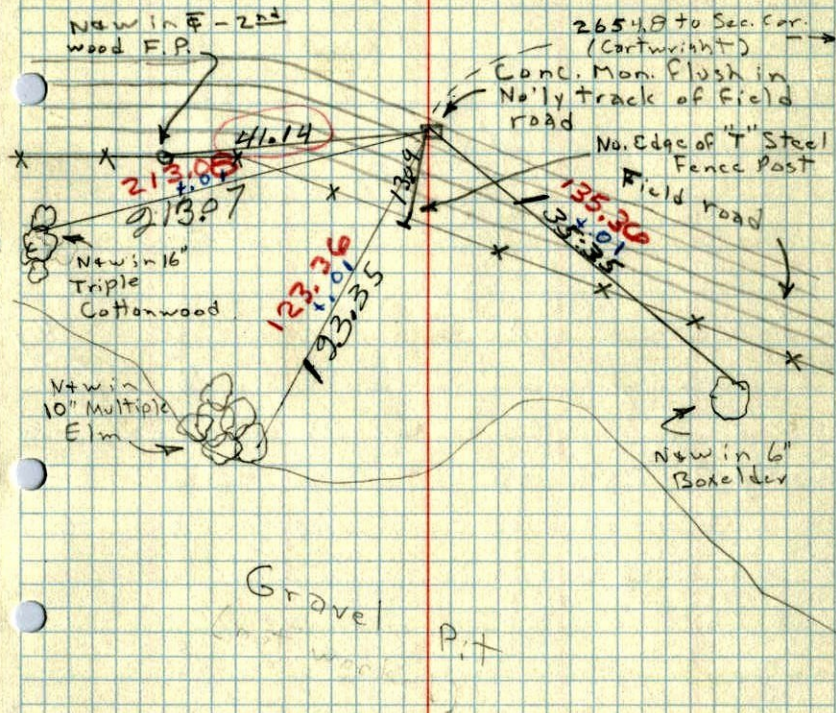 N&W in ℄ - 2nd
wood F.P.
2654.8 to Sec. Cor.
(Cartwright)
Conc. Mon. flush in
No'ly track of Field
road
No. Edge of "T" Steel
Fence Post
Field road
41.14
213.08
+.01
213.07
135.36
+.01
135.35
123.36
+.01
123.35
N&W in 16"
Triple
Cottonwood
N&W in
10" Multiple
Elm
N&W in 6"
Boxelder
Gravel
Pit